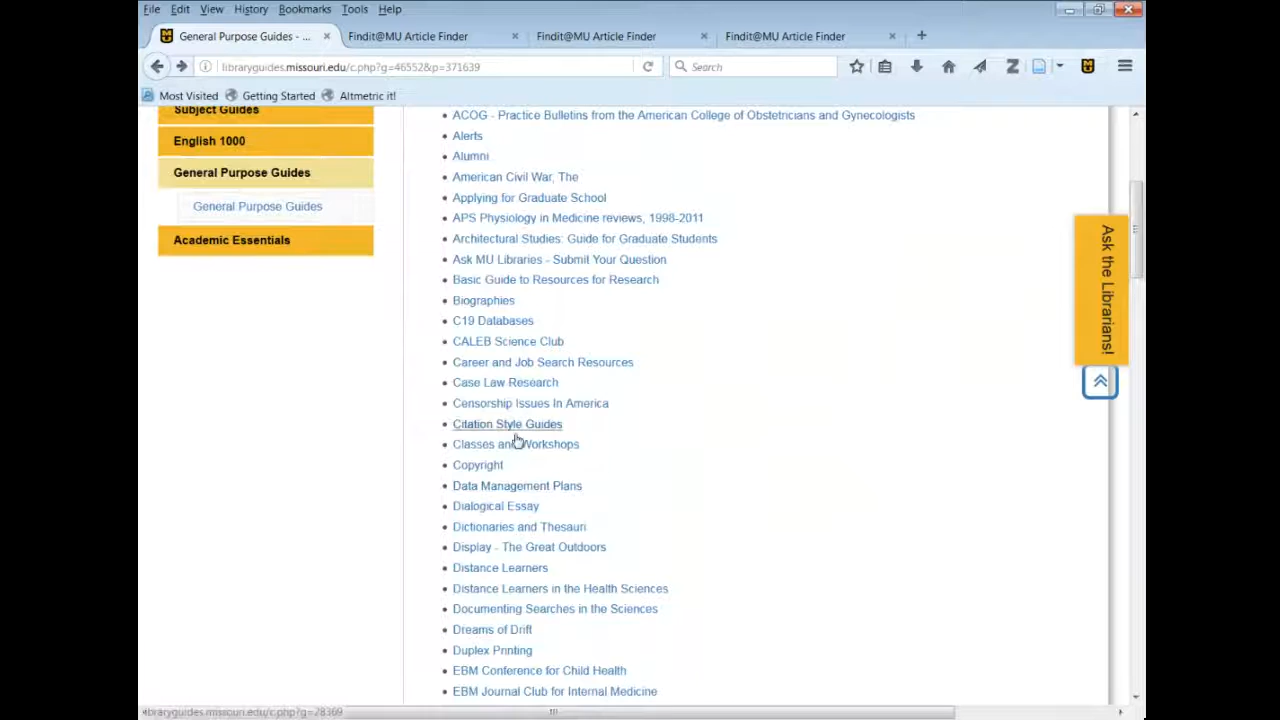 File Edit View History Bookmarks Tools Help
General Purpose Guides - ... × Findit@MU Article Finder × Findit@MU Article Finder × Findit@MU Article Finder × +
libraryguides.missouri.edu/c.php?g=46552&p=371639 Search
Most Visited Getting Started Altmetric it!
Subject Guides
English 1000
General Purpose Guides
General Purpose Guides
Academic Essentials
ACOG - Practice Bulletins from the American College of Obstetricians and Gynecologists
Alerts
Alumni
American Civil War, The
Applying for Graduate School
APS Physiology in Medicine reviews, 1998-2011
Architectural Studies: Guide for Graduate Students
Ask MU Libraries - Submit Your Question
Basic Guide to Resources for Research
Biographies
C19 Databases
CALEB Science Club
Career and Job Search Resources
Case Law Research
Censorship Issues In America
Citation Style Guides
Classes and Workshops
Copyright
Data Management Plans
Dialogical Essay
Dictionaries and Thesauri
Display - The Great Outdoors
Distance Learners
Distance Learners in the Health Sciences
Documenting Searches in the Sciences
Dreams of Drift
Duplex Printing
EBM Conference for Child Health
EBM Journal Club for Internal Medicine
Ask the Librarians!
libraryguides.missouri.edu/c.php?g=28369